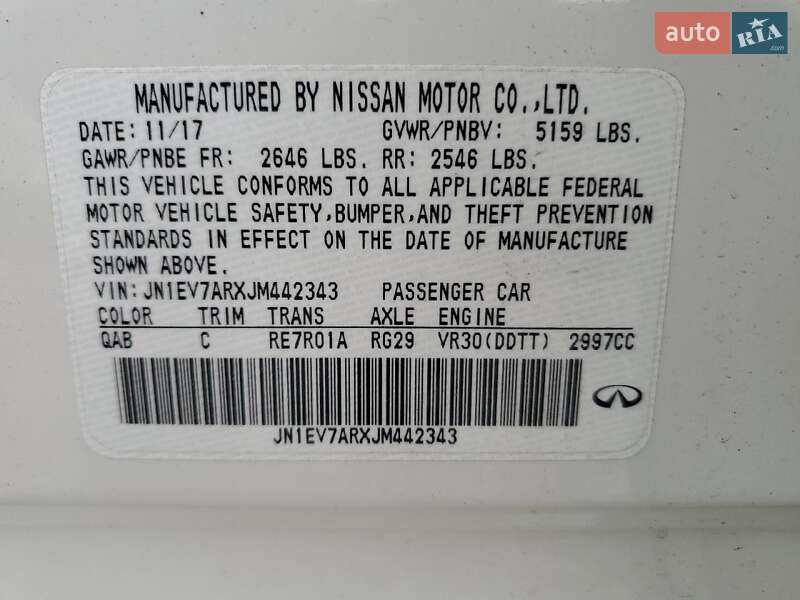 auto RIA.com
MANUFACTURED BY NISSAN MOTOR CO.,LTD.
DATE: 11/17 GVWR/PNBV: 5159 LBS.
GAWR/PNBE FR: 2646 LBS. RR: 2546 LBS.
THIS VEHICLE CONFORMS TO ALL APPLICABLE FEDERAL
MOTOR VEHICLE SAFETY,BUMPER,AND THEFT PREVENTION
STANDARDS IN EFFECT ON THE DATE OF MANUFACTURE
SHOWN ABOVE.
VIN:JN1EV7ARXJM442343 PASSENGER CAR
COLOR TRIM TRANS AXLE ENGINE
QAB C RE7R01A RG29 VR30(DDTT) 2997CC
JN1EV7ARXJM442343